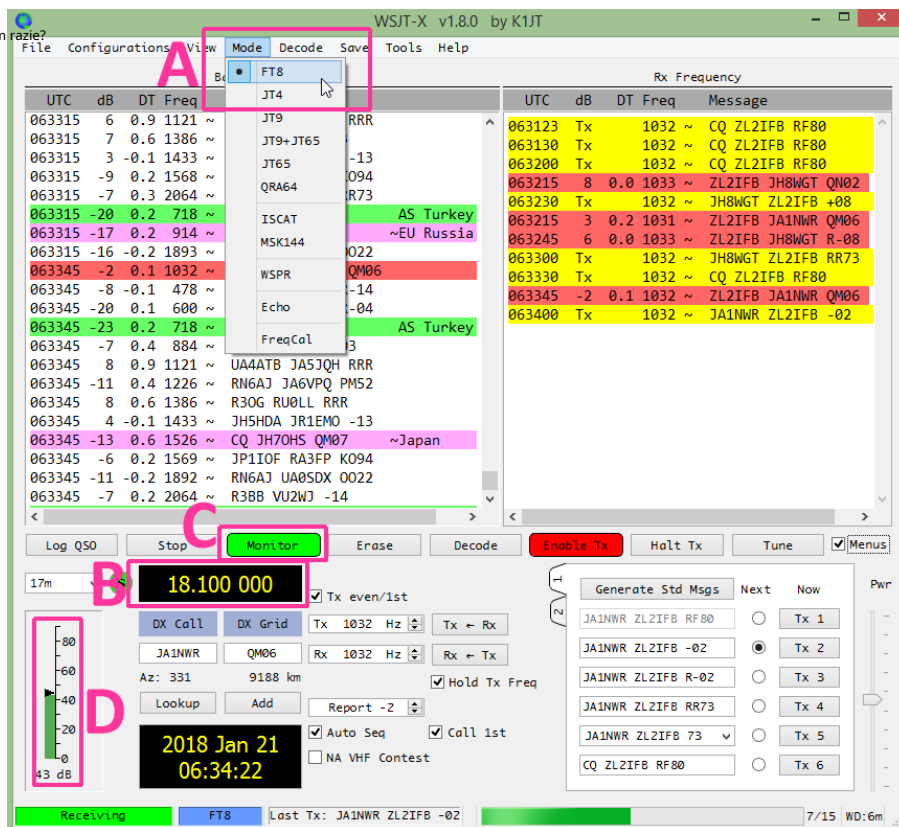 WSJT-X v1.8.0 by K1JT
razie?
File Configurations View Mode Decode Save Tools Help
A
FT8
JT4
JT9
JT9+JT65
JT65
QRA64
ISCAT
MSK144
WSPR
Echo
FreqCal
UTC dB DT Freq
063315 6 0.9 1121 ~ RRR
063315 7 0.6 1386 ~
063315 3 -0.1 1433 ~ -13
063315 -9 0.2 1568 ~ KO94
063315 -7 0.3 2064 ~ RR73
063315 -20 0.2 718 ~ AS Turkey
063315 -17 0.2 914 ~ ~EU Russia
063315 -16 -0.2 1893 ~ OO22
063345 -2 0.1 1032 ~ QM06
063345 -8 -0.1 478 ~ -14
063345 -20 0.1 600 ~ -04
063345 -23 0.2 718 ~ AS Turkey
063345 -7 0.4 884 ~ 3
063345 8 0.9 1121 ~ UA4ATB JA5JQH RRR
063345 -11 0.4 1226 ~ RN6AJ JA6VPQ PM52
063345 8 0.6 1386 ~ R3OG RU0LL RRR
063345 4 -0.1 1433 ~ JH5HDA JR1EMO -13
063345 -13 0.6 1526 ~ CQ JH7OHS QM07 ~Japan
063345 -6 0.2 1569 ~ JP1IOF RA3FP KO94
063345 -11 -0.2 1892 ~ RN6AJ UA0SDX OO22
063345 -7 0.2 2064 ~ R3BB VU2WJ -14
Rx Frequency
UTC dB DT Freq Message
063123 Tx 1032 ~ CQ ZL2IFB RF80
063130 Tx 1032 ~ CQ ZL2IFB RF80
063200 Tx 1032 ~ CQ ZL2IFB RF80
063215 8 0.0 1033 ~ ZL2IFB JH8WGT QN02
063230 Tx 1032 ~ JH8WGT ZL2IFB +08
063215 3 0.2 1031 ~ ZL2IFB JA1NWR QM06
063245 6 0.0 1033 ~ ZL2IFB JH8WGT R-08
063300 Tx 1032 ~ JH8WGT ZL2IFB RR73
063330 Tx 1032 ~ CQ ZL2IFB RF80
063345 -2 0.1 1032 ~ ZL2IFB JA1NWR QM06
063400 Tx 1032 ~ JA1NWR ZL2IFB -02
C
Log QSO Stop Monitor Erase Decode Enable Tx Halt Tx Tune Menus
17m
B
18.100 000
Tx even/1st
DX Call DX Grid Tx 1032 Hz Tx ← Rx
JA1NWR QM06 Rx 1032 Hz Rx ← Tx
Az: 331 9188 km Hold Tx Freq
Lookup Add Report -2
2018 Jan 21
06:34:22
Auto Seq Call 1st
NA VHF Contest
-80
-60
-40
-20
-0
43 dB
D
1
2
Generate Std Msgs Next Now Pwr
JA1NWR ZL2IFB RF80 Tx 1
JA1NWR ZL2IFB -02 Tx 2
JA1NWR ZL2IFB R-02 Tx 3
JA1NWR ZL2IFB RR73 Tx 4
JA1NWR ZL2IFB 73 Tx 5
CQ ZL2IFB RF80 Tx 6
Receiving FT8 Last Tx: JA1NWR ZL2IFB -02 7/15 WD:6m